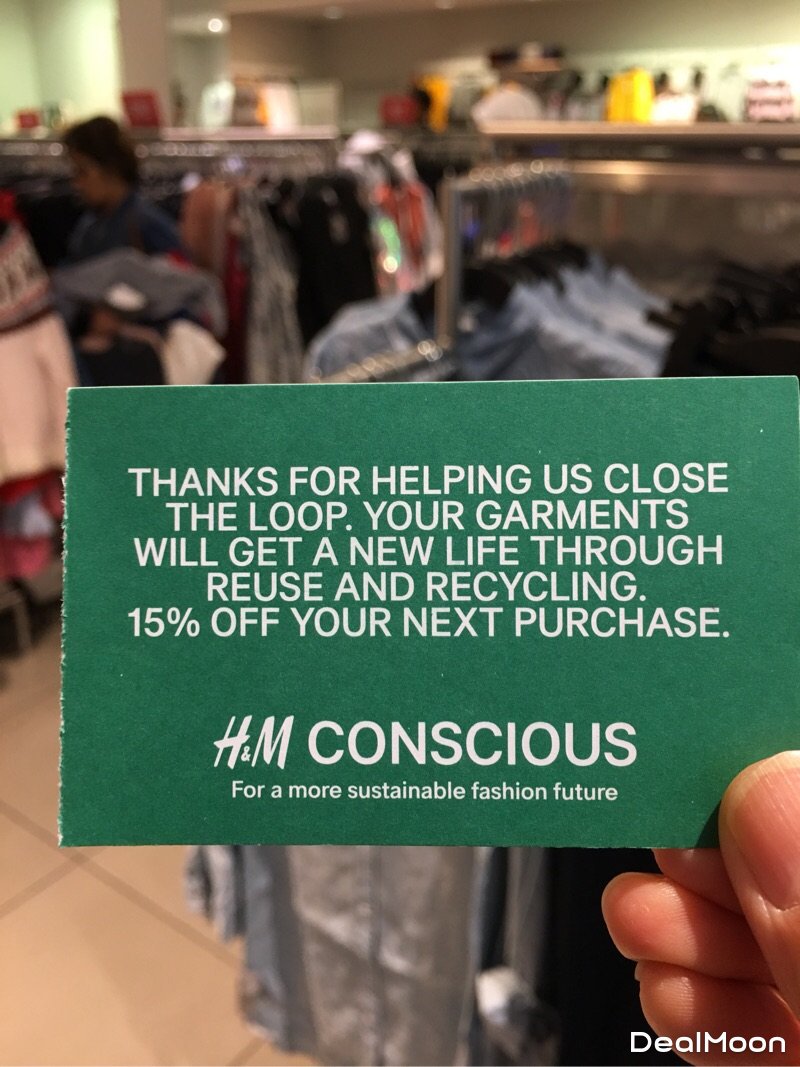 THANKS FOR HELPING US CLOSE
THE LOOP. YOUR GARMENTS
WILL GET A NEW LIFE THROUGH
REUSE AND RECYCLING.
15% OFF YOUR NEXT PURCHASE.
H&M CONSCIOUS
For a more sustainable fashion future
DealMoon